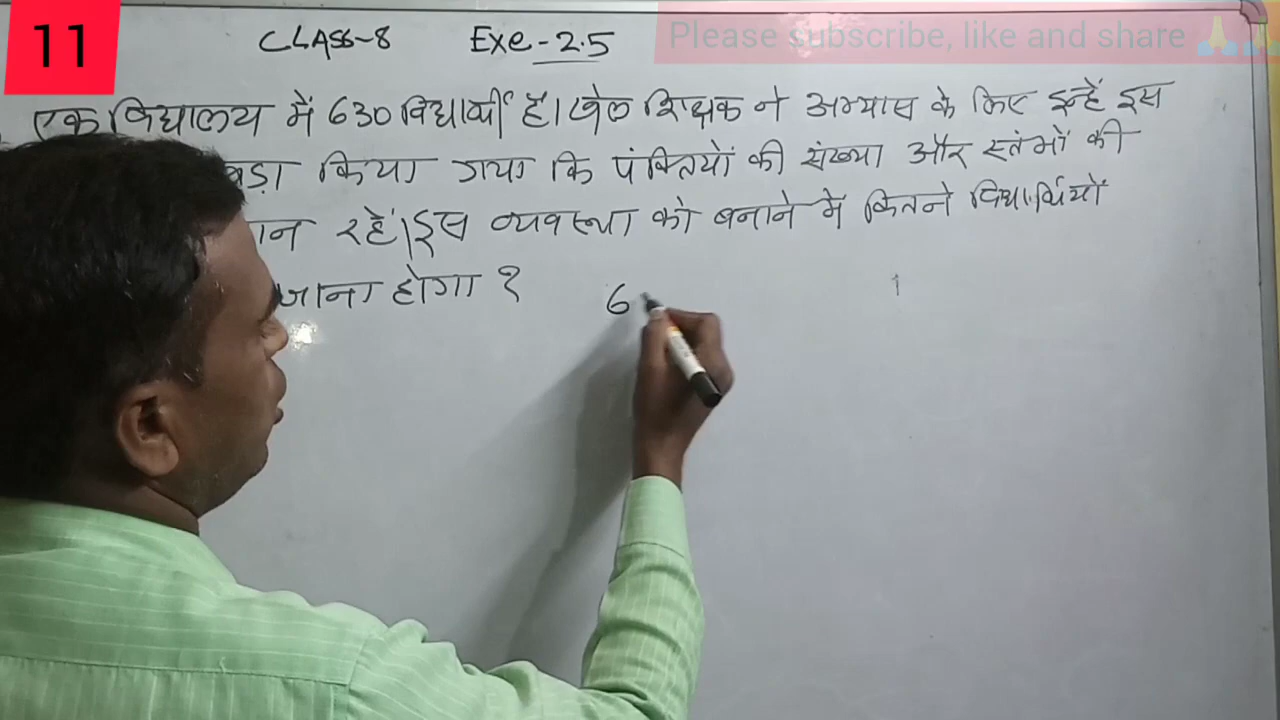 11
CLASS-8 Exe-2.5
Please subscribe, like and share 🙏🙏
एक विद्यालय में 630 विद्यार्थी हैं। खेल शिक्षक ने अभ्यास के लिए इन्हें इस
किया गया कि पंक्तियों की संख्या और स्तंभों की
रहें। इस व्यवस्था को बनाने में कितने विद्यार्थियों
जाना होगा ?
6